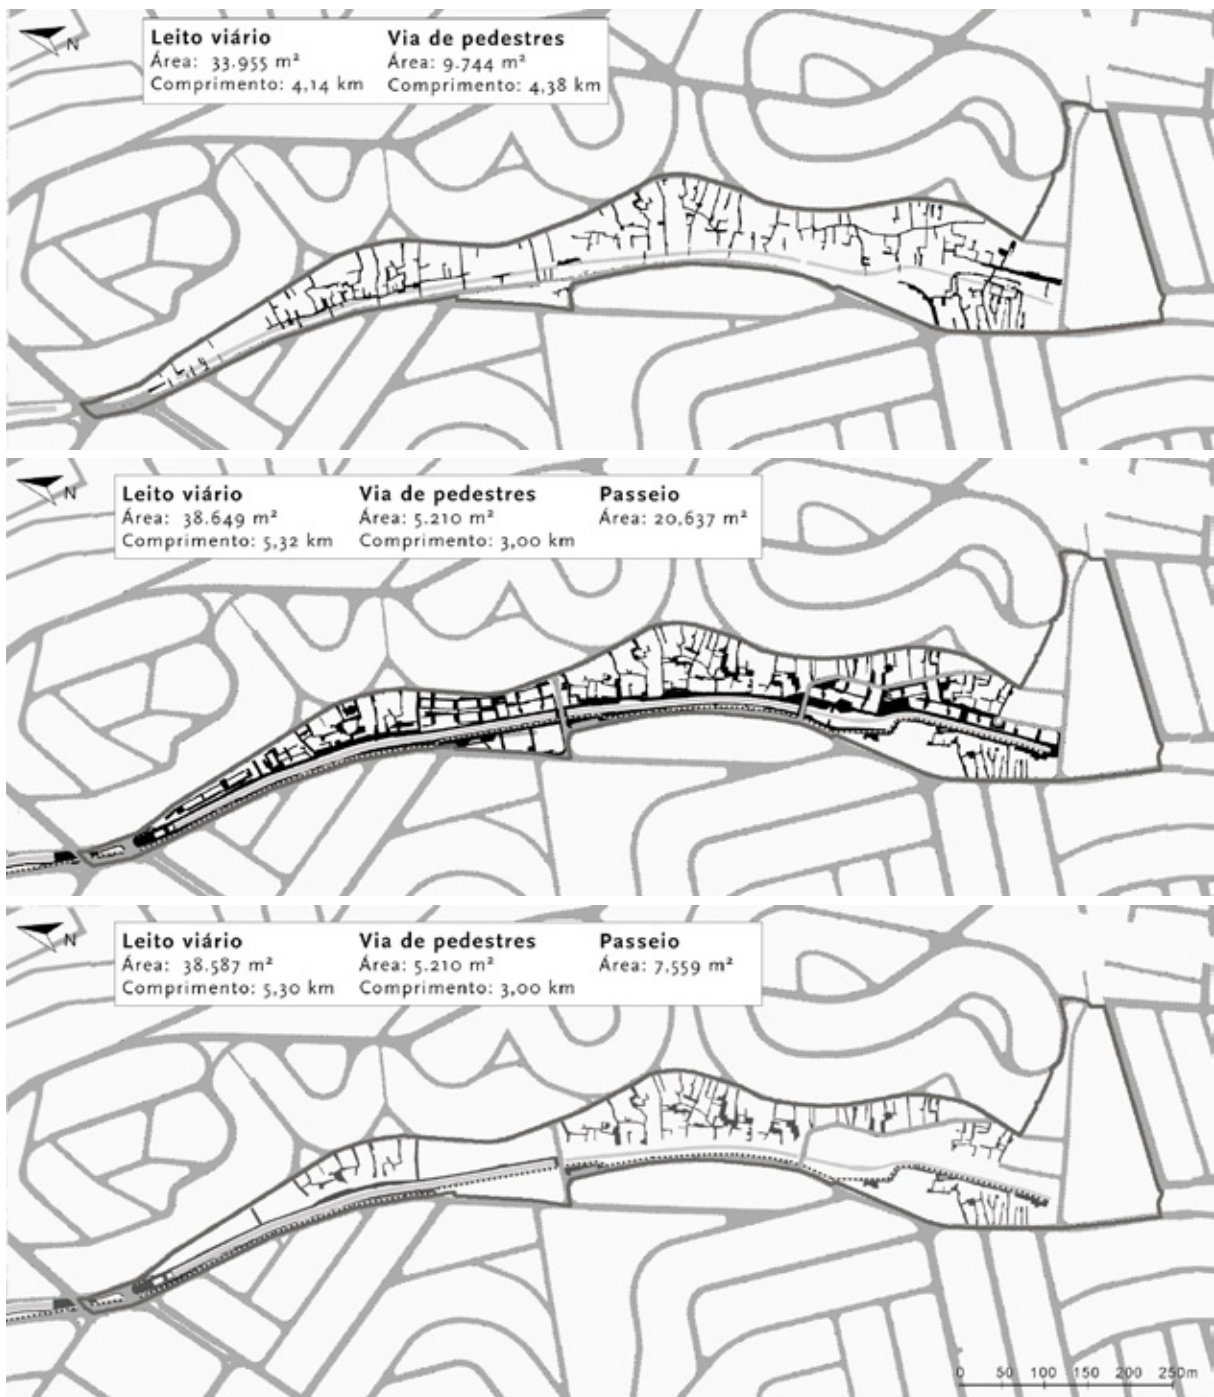 N
Leito viário Via de pedestres
Área: 33.955 m² Área: 9.744 m²
Comprimento: 4,14 km Comprimento: 4,38 km
N
Leito viário Via de pedestres Passeio
Área: 38.649 m² Área: 5.210 m² Área: 20,637 m²
Comprimento: 5,32 km Comprimento: 3,00 km
N
Leito viário Via de pedestres Passeio
Área: 38.587 m² Área: 5.210 m² Área: 7.559 m²
Comprimento: 5,30 km Comprimento: 3,00 km
0 50 100 150 200 250m